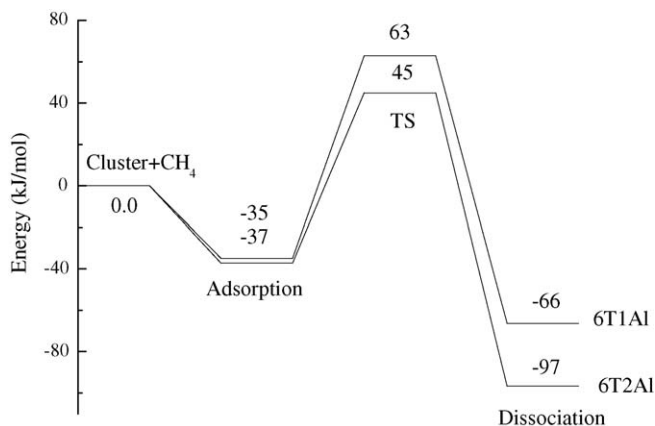 80
63
45
40
TS
Cluster+CH₄
0
0.0
Energy (kJ/mol)
-35
-37
-40
Adsorption
-66
6T1Al
-80
-97
6T2Al
Dissociation